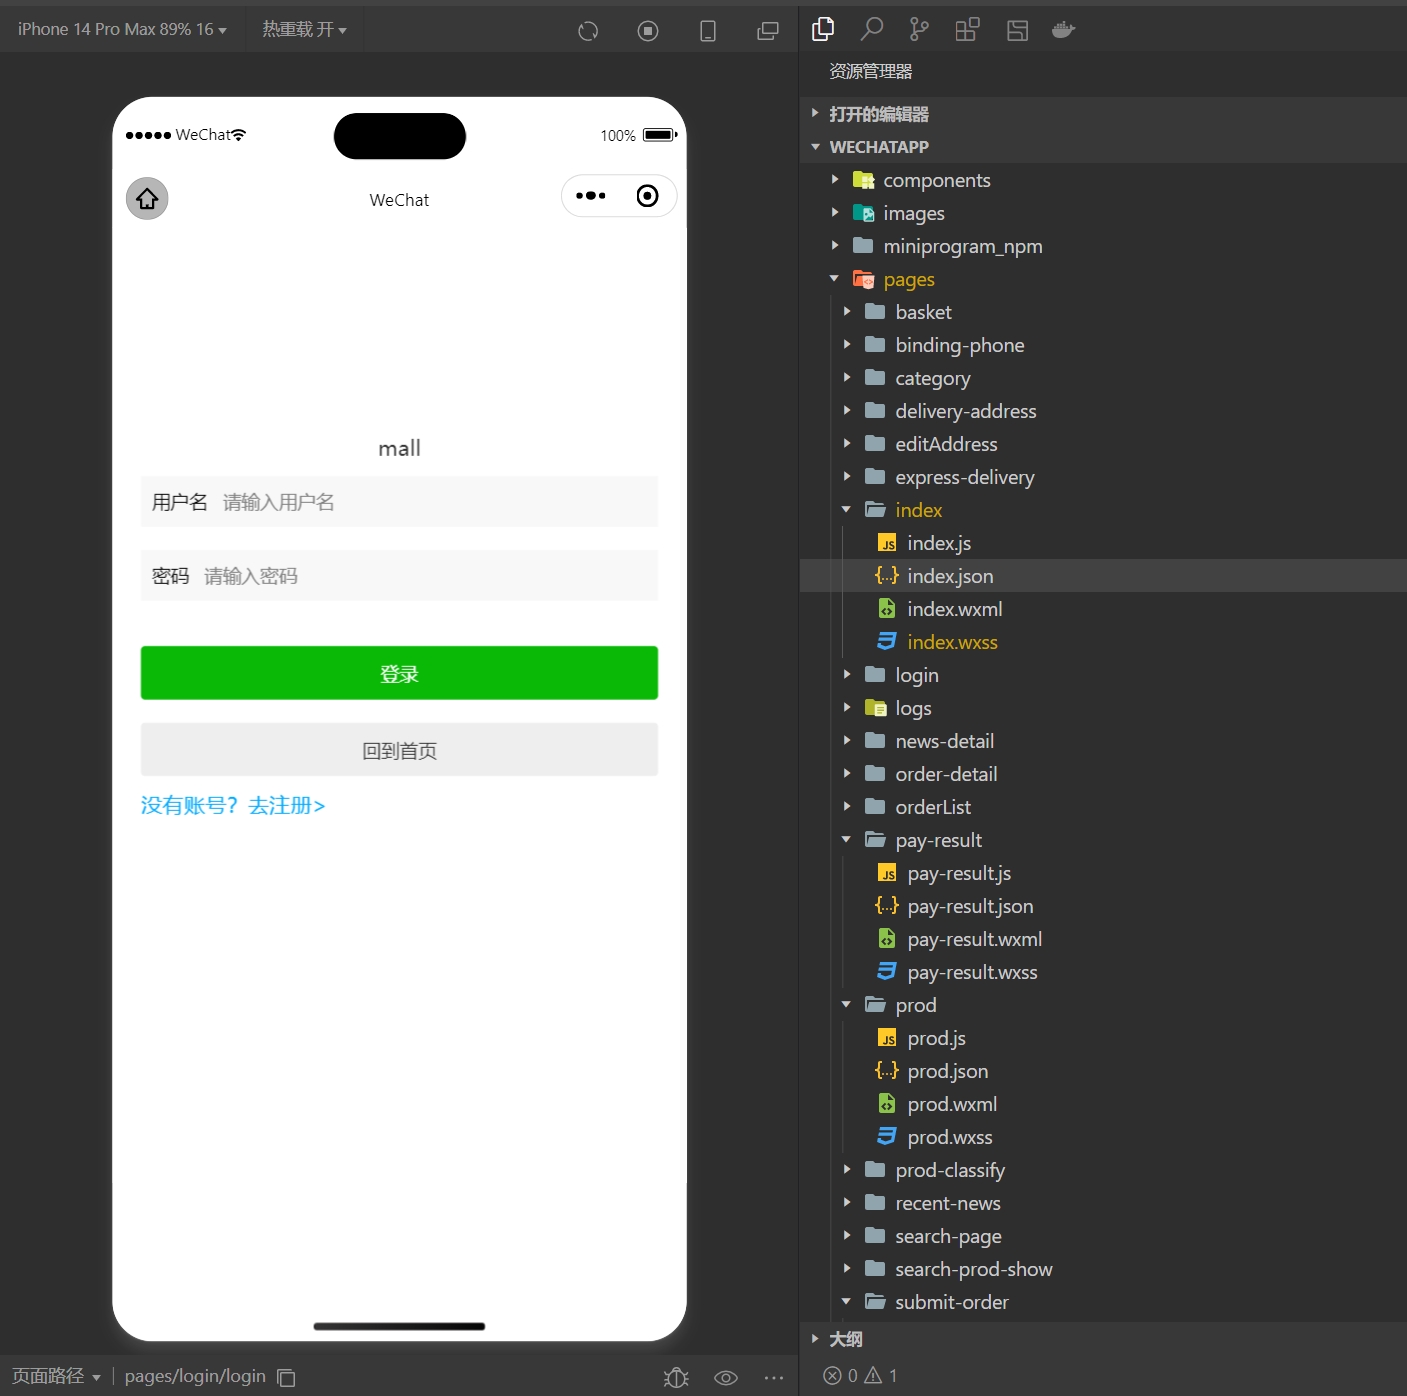 iPhone 14 Pro Max 89% 16
热重载 开
WeChat
100%
WeChat
mall
用户名 请输入用户名
密码 请输入密码
登录
回到首页
没有账号？去注册>
页面路径
pages/login/login
资源管理器
打开的编辑器
WECHATAPP
components
images
miniprogram_npm
pages
basket
binding-phone
category
delivery-address
editAddress
express-delivery
index
JS index.js
{..} index.json
index.wxml
index.wxss
login
logs
news-detail
order-detail
orderList
pay-result
JS pay-result.js
{..} pay-result.json
pay-result.wxml
pay-result.wxss
prod
JS prod.js
{..} prod.json
prod.wxml
prod.wxss
prod-classify
recent-news
search-page
search-prod-show
submit-order
大纲
0 1